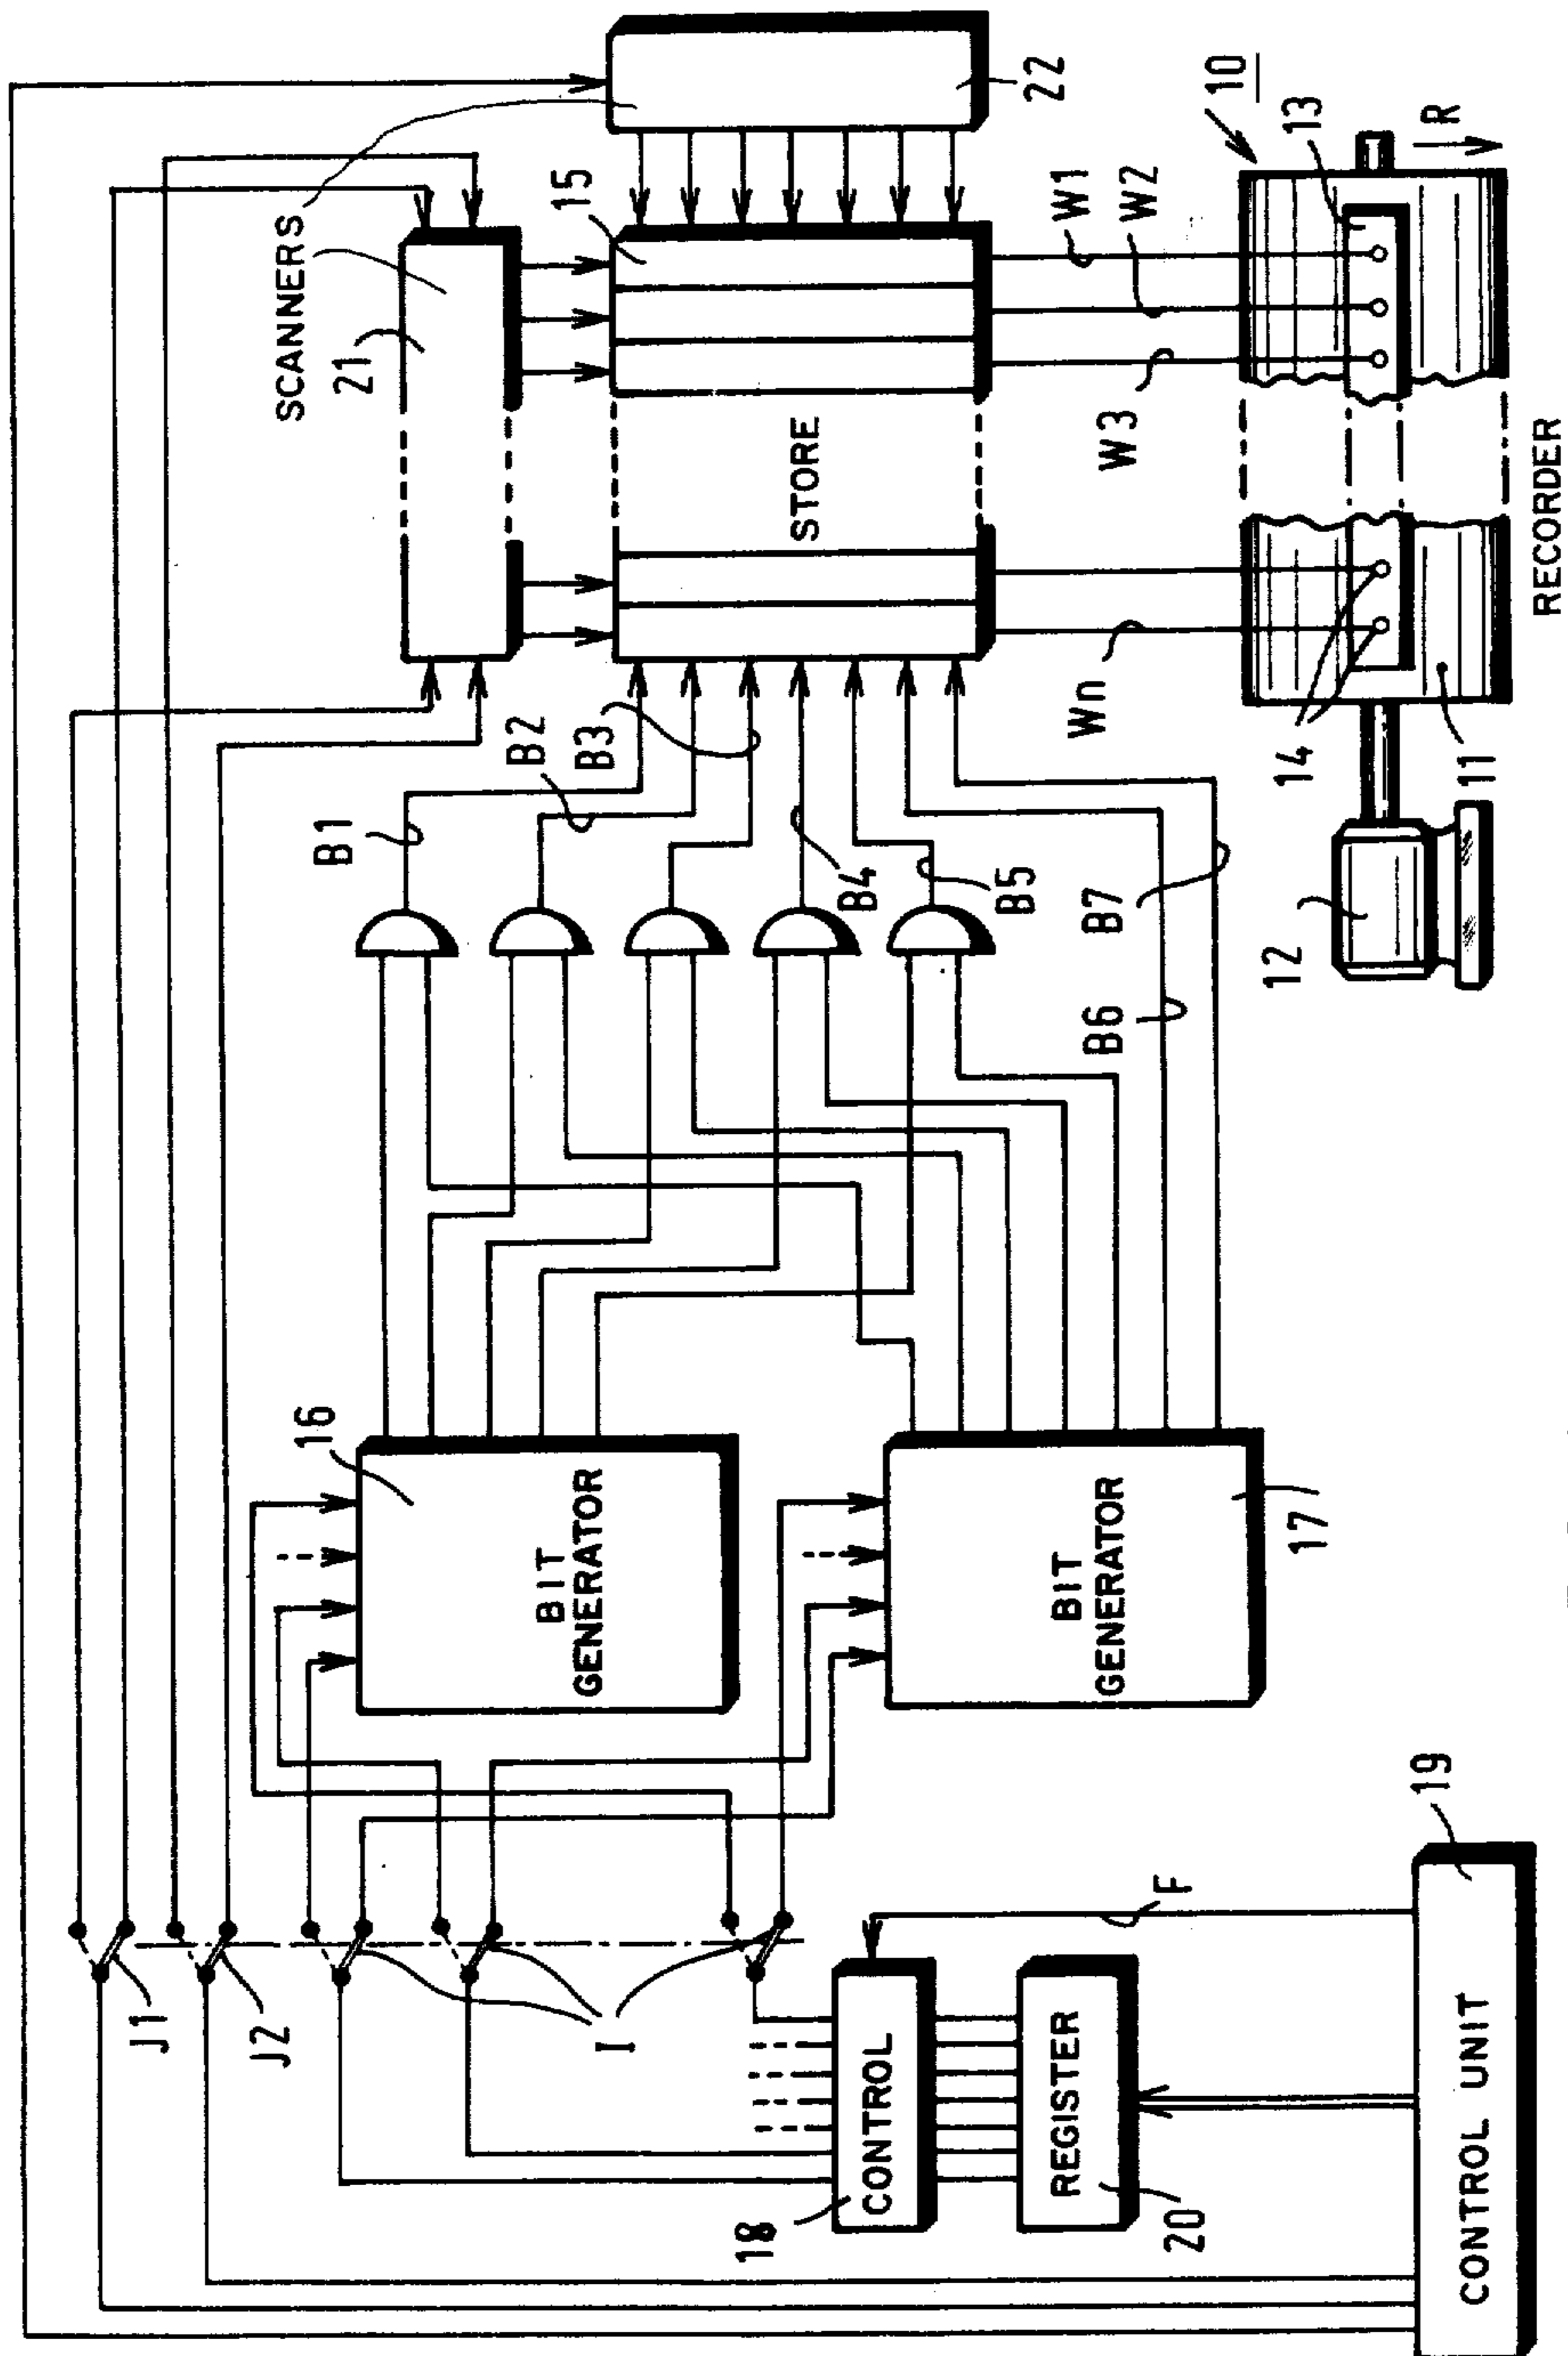 J1
J2
I
18
CONTROL
REGISTER
20
F
19
CONTROL UNIT
16
BIT
GENERATOR
BIT
GENERATOR
17
B1
B2
B3
B4
B5
B6
B7
SCANNERS
21
15
STORE
22
W1
W2
W3
Wn
10
13
R
14
11
12
RECORDER